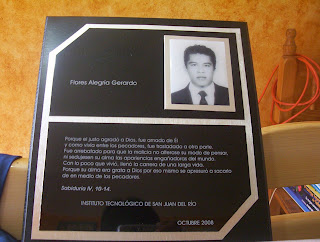 Flores Alegría Gerardo
Porque el justo agradó a Dios, fue amado de Él
y como vivía entre los pecadores, fue trasladado a otra parte.
Fue arrebatado para que la malicia no alterase su modo de pensar,
ni sedujesen su alma las apariencias engañadoras del mundo.
Con lo poco que vivió, llenó la carrera de una larga vida.
Porque su alma era grata a Dios por eso mismo se apresuró a sacarlo
de en medio de los pecadores.
Sabiduría IV, 10-14.
INSTITUTO TECNOLÓGICO DE SAN JUAN DEL RÍO
OCTUBRE 2008